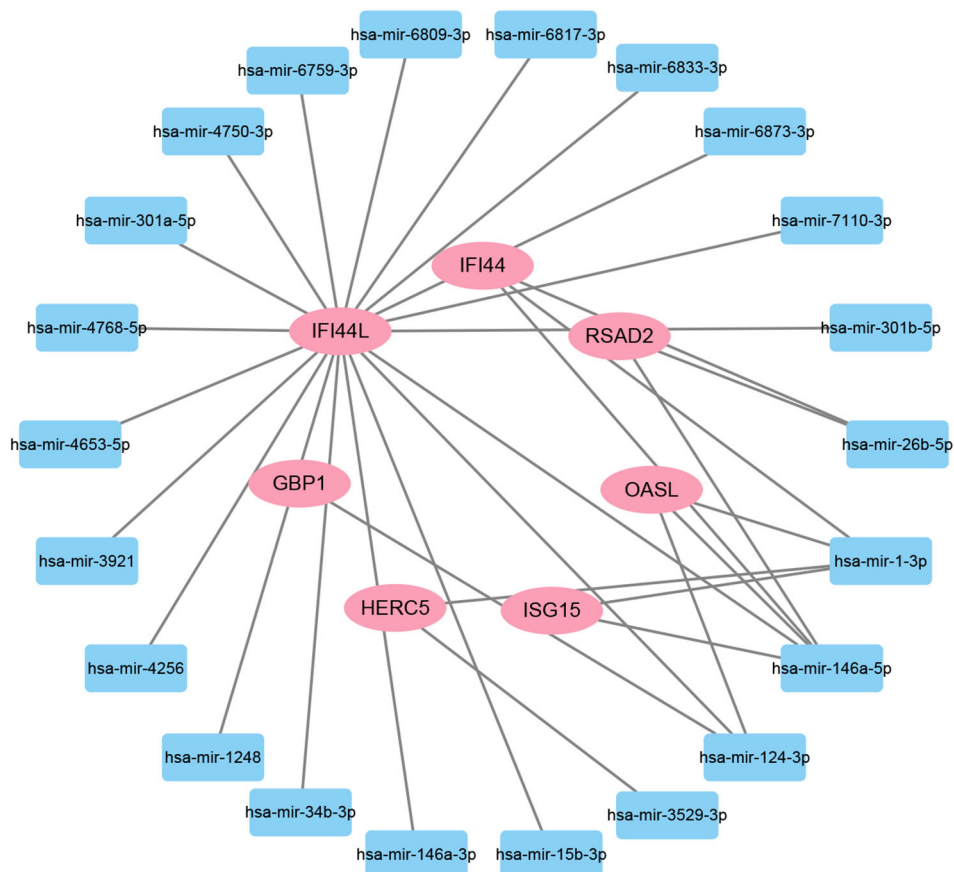 hsa-mir-6809-3p
hsa-mir-6817-3p
hsa-mir-6759-3p
hsa-mir-6833-3p
hsa-mir-4750-3p
hsa-mir-6873-3p
hsa-mir-301a-5p
hsa-mir-7110-3p
IFI44
hsa-mir-4768-5p
IFI44L
RSAD2
hsa-mir-301b-5p
hsa-mir-4653-5p
hsa-mir-26b-5p
GBP1
OASL
hsa-mir-3921
hsa-mir-1-3p
HERC5
ISG15
hsa-mir-4256
hsa-mir-146a-5p
hsa-mir-1248
hsa-mir-124-3p
hsa-mir-34b-3p
hsa-mir-3529-3p
hsa-mir-146a-3p
hsa-mir-15b-3p